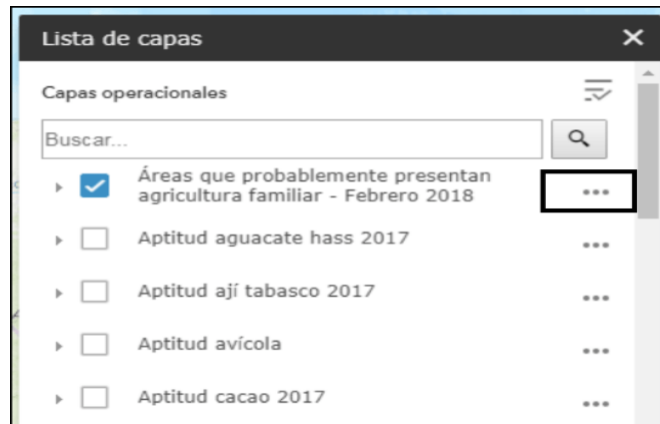 Lista de capas
Capas operacionales
Buscar...
Áreas que probablemente presentan
agricultura familiar - Febrero 2018
Aptitud aguacate hass 2017
Aptitud ají tabasco 2017
Aptitud avícola
Aptitud cacao 2017